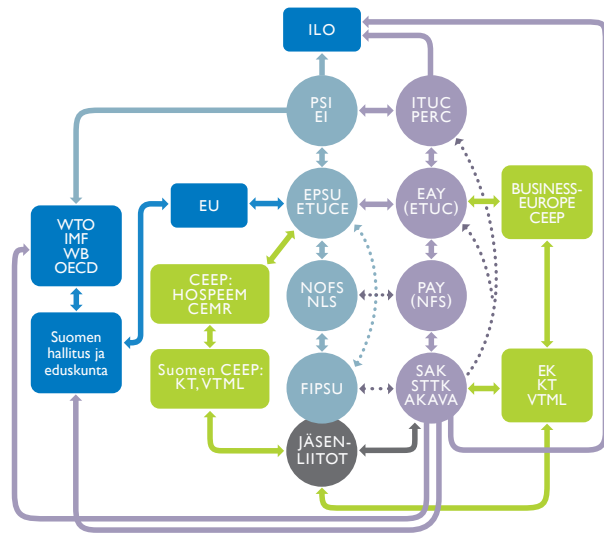 ILO
PSI
EI
ITUC
PERC
WTO
IMF
WB
OECD
EU
EPSU
ETUCE
EAY
(ETUC)
BUSINESS-
EUROPE
CEEP
CEEP:
HOSPEEM
CEMR
NOFS
NLS
PAY
(NFS)
Suomen
hallitus ja
eduskunta
Suomen CEEP:
KT, VTML
FIPSU
SAK
STTK
AKAVA
EK
KT
VTML
JÄSEN-
LIITOT